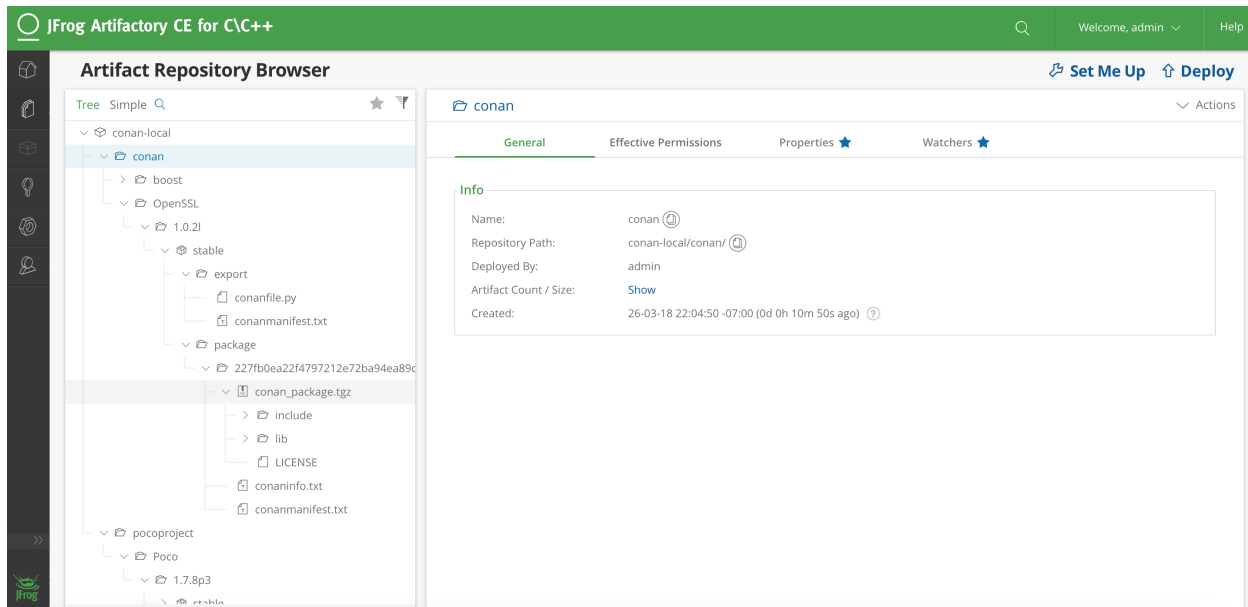 JFrog Artifactory CE for C\C++
Welcome, admin
Help
Artifact Repository Browser
Set Me Up
Deploy
Tree Simple
conan-local
conan
boost
OpenSSL
1.0.2l
stable
export
conanfile.py
conanmanifest.txt
package
227fb0ea22f4797212e72ba94ea89c
conan_package.tgz
include
lib
LICENSE
conaninfo.txt
conanmanifest.txt
pocoproject
Poco
1.7.8p3
stable
conan
Actions
General Effective Permissions Properties Watchers
Info
Name: conan
Repository Path: conan-local/conan/
Deployed By: admin
Artifact Count / Size: Show
Created: 26-03-18 22:04:50 -07:00 (0d 0h 10m 50s ago) ?
JFrog